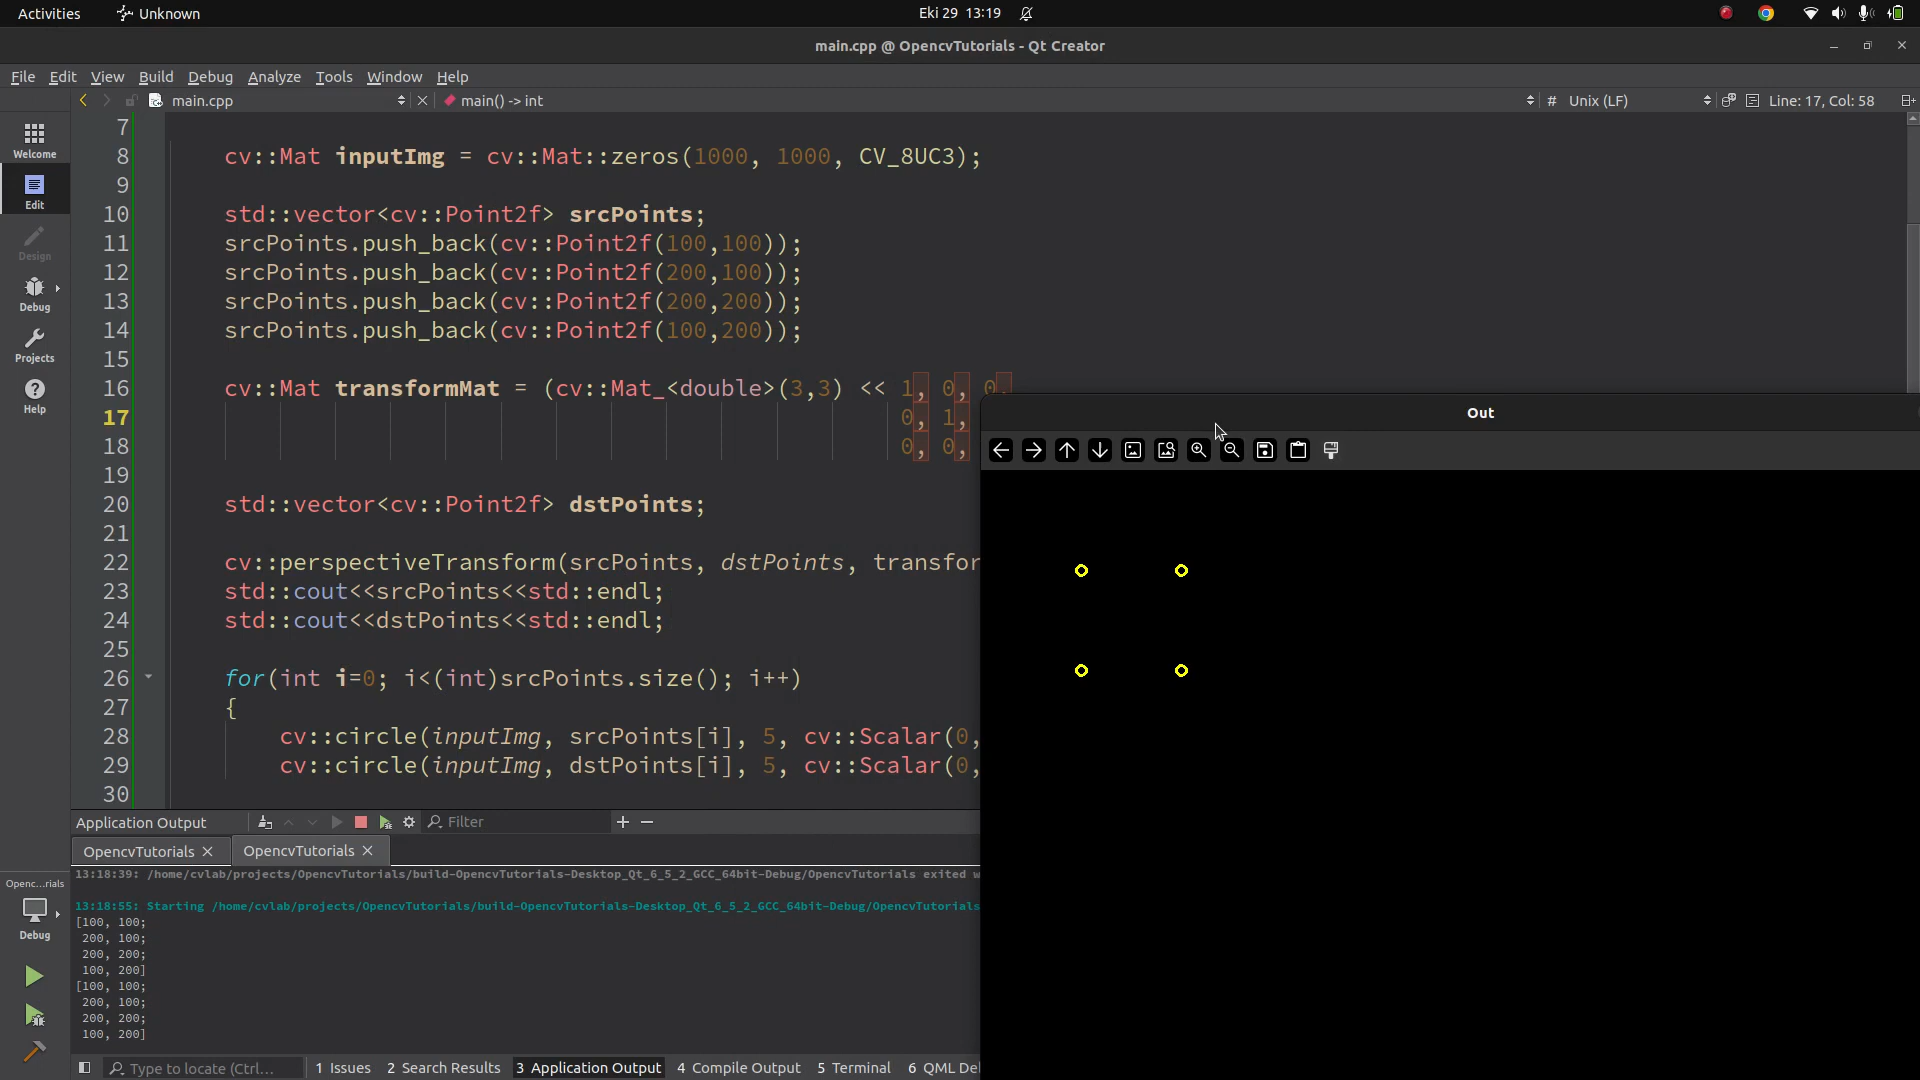 Activities Unknown Eki 29 13:19
main.cpp @ OpencvTutorials - Qt Creator
File Edit View Build Debug Analyze Tools Window Help
main.cpp main() -> int # Unix (LF) Line: 17, Col: 58
Welcome
Edit
Design
Debug
Projects
Help
7
8 cv::Mat inputImg = cv::Mat::zeros(1000, 1000, CV_8UC3);
9
10 std::vector<cv::Point2f> srcPoints;
11 srcPoints.push_back(cv::Point2f(100,100));
12 srcPoints.push_back(cv::Point2f(200,100));
13 srcPoints.push_back(cv::Point2f(200,200));
14 srcPoints.push_back(cv::Point2f(100,200));
15
16 cv::Mat transformMat = (cv::Mat_<double>(3,3) << 1, 0, 0,
17 0, 1,
18 0, 0,
19
20 std::vector<cv::Point2f> dstPoints;
21
22 cv::perspectiveTransform(srcPoints, dstPoints, transfor
23 std::cout<<srcPoints<<std::endl;
24 std::cout<<dstPoints<<std::endl;
25
26 for(int i=0; i<(int)srcPoints.size(); i++)
27 {
28 cv::circle(inputImg, srcPoints[i], 5, cv::Scalar(0,
29 cv::circle(inputImg, dstPoints[i], 5, cv::Scalar(0,
30
Out
Application Output Filter
OpencvTutorials OpencvTutorials
13:18:39: /home/cvlab/projects/OpencvTutorials/build-OpencvTutorials-Desktop_Qt_6_5_2_GCC_64bit-Debug/OpencvTutorials exited w
13:18:55: Starting /home/cvlab/projects/OpencvTutorials/build-OpencvTutorials-Desktop_Qt_6_5_2_GCC_64bit-Debug/OpencvTutorials
[100, 100;
200, 100;
200, 200;
100, 200]
[100, 100;
200, 100;
200, 200;
100, 200]
Openc...rials
Debug
Type to locate (Ctrl... 1 Issues 2 Search Results 3 Application Output 4 Compile Output 5 Terminal 6 QML De